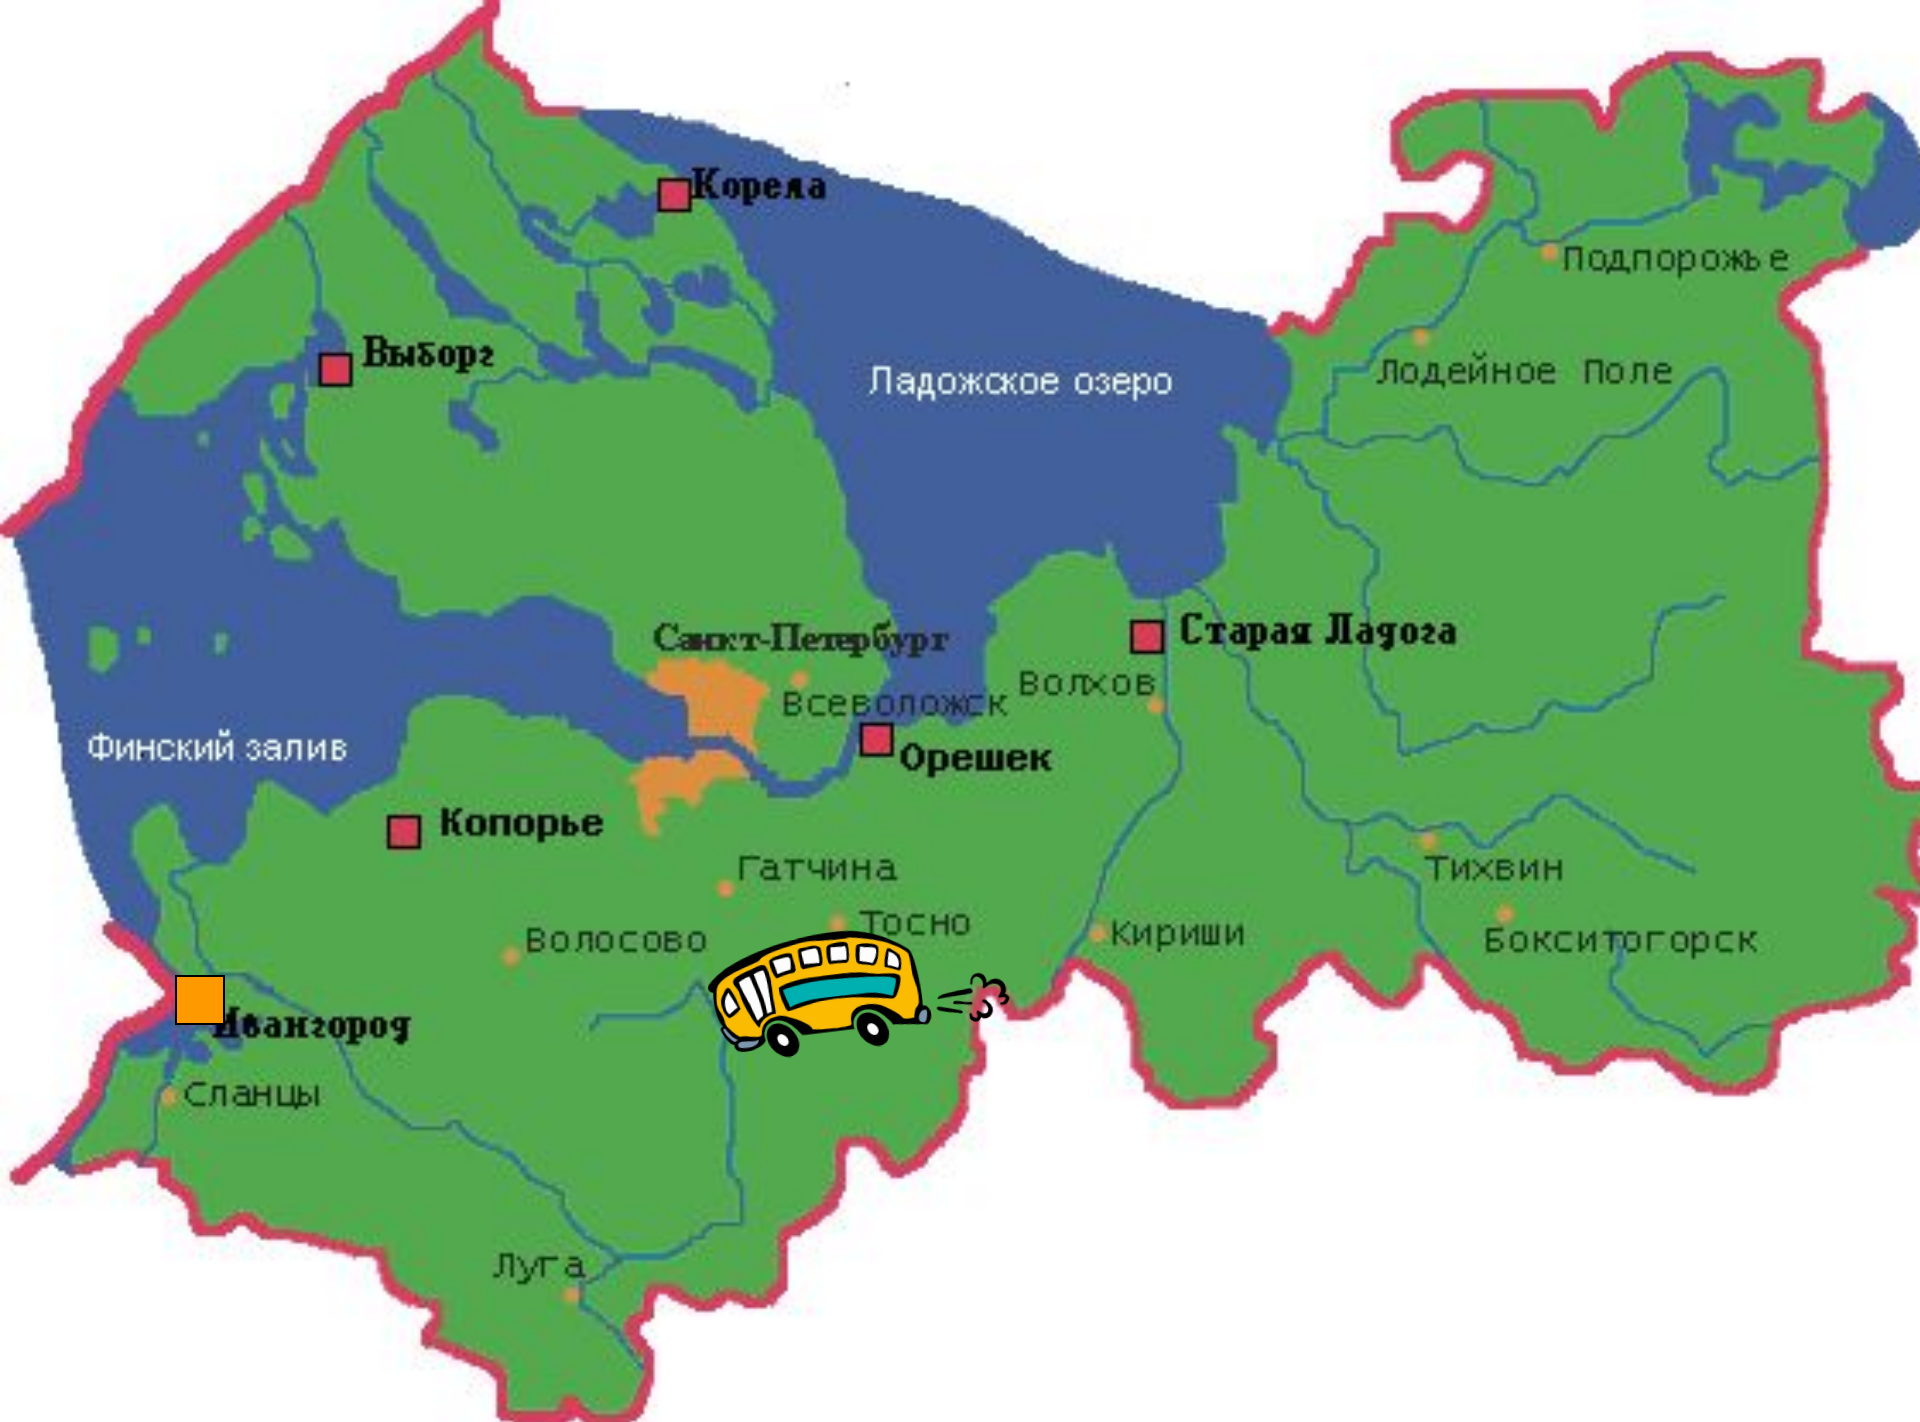 Корела
Подпорожье
Выборг
Лодейное Поле
Ладожское озеро
Санкт-Петербург
Старая Ладога
Всеволожск
Волхов
Финский залив
Орешек
Копорье
Гатчина
Тихвин
Тосно
Волосово
Кириши
Бокситогорск
Ивангород
Сланцы
Луга